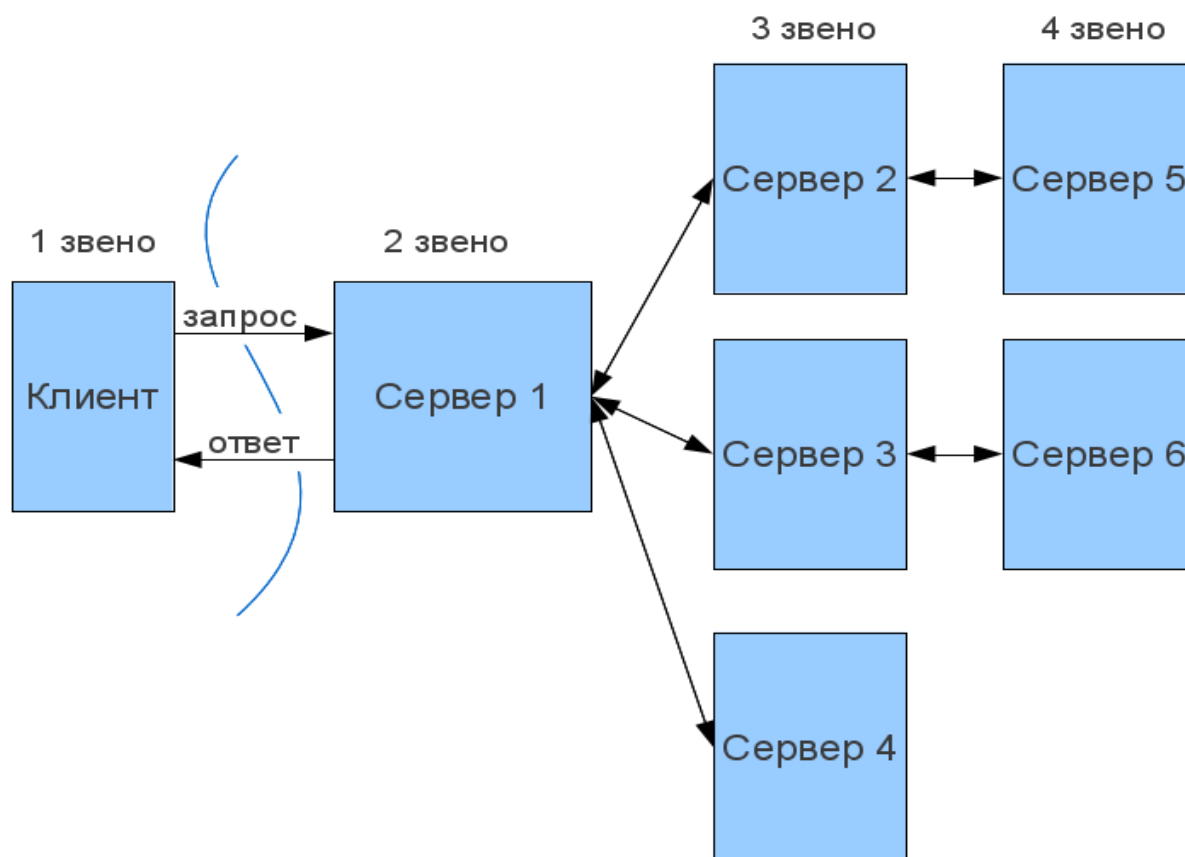 3 звено
4 звено
Сервер 2
Сервер 5
1 звено
2 звено
запрос
Клиент
Сервер 1
ответ
Сервер 3
Сервер 6
Сервер 4